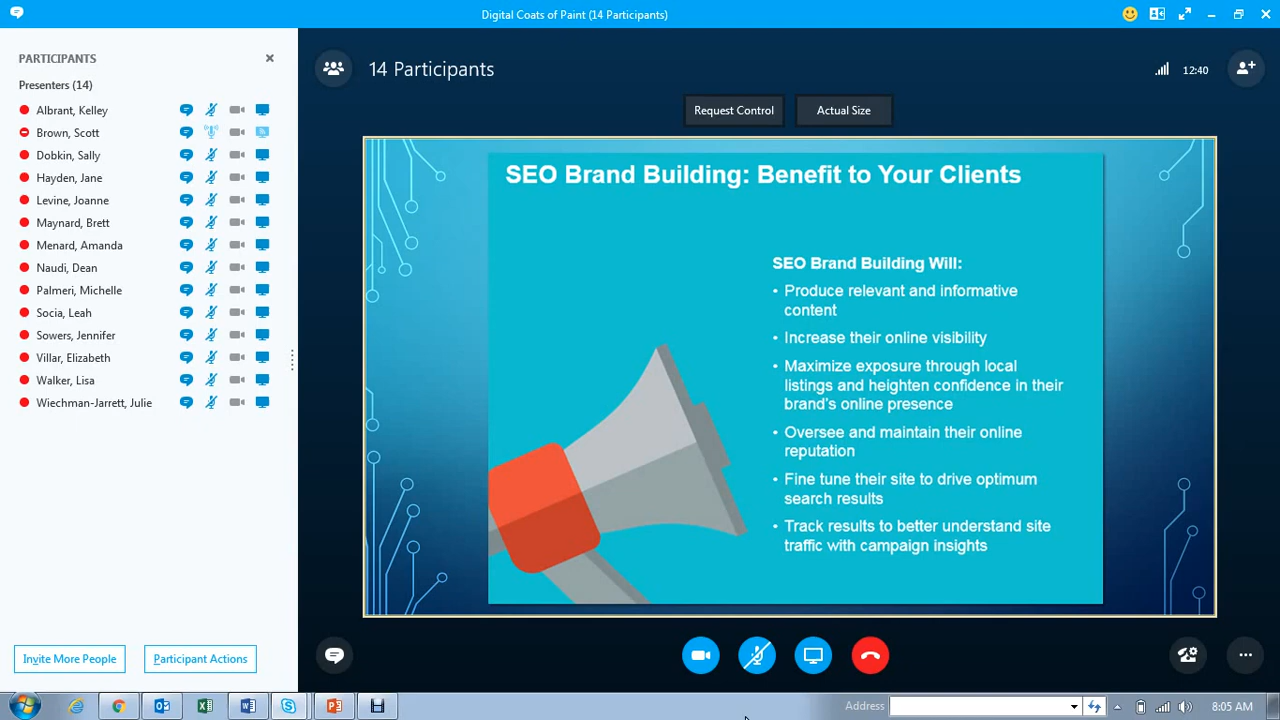 Digital Coats of Paint (14 Participants)
PARTICIPANTS
Presenters (14)
Albrant, Kelley
Brown, Scott
Dobkin, Sally
Hayden, Jane
Levine, Joanne
Maynard, Brett
Menard, Amanda
Naudi, Dean
Palmeri, Michelle
Socia, Leah
Sowers, Jennifer
Villar, Elizabeth
Walker, Lisa
Wiechman-Jarrett, Julie
Invite More People
Participant Actions
14 Participants
12:40
Request Control
Actual Size
SEO Brand Building: Benefit to Your Clients
SEO Brand Building Will:
• Produce relevant and informative
content
• Increase their online visibility
• Maximize exposure through local
listings and heighten confidence in their
brand's online presence
• Oversee and maintain their online
reputation
• Fine tune their site to drive optimum
search results
• Track results to better understand site
traffic with campaign insights
Address
8:05 AM